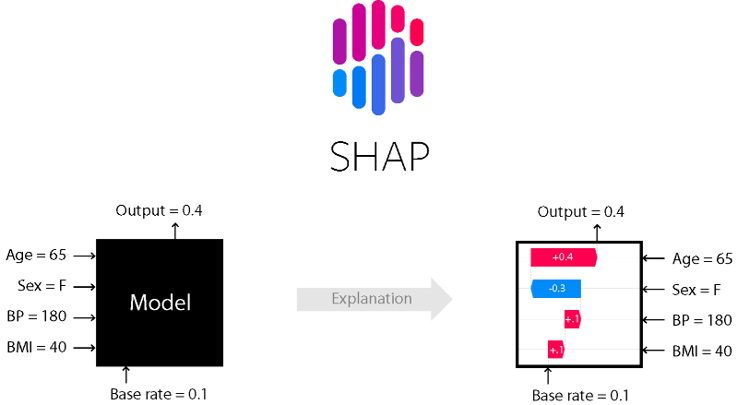 SHAP
Output = 0.4
Age = 65
Sex = F
BP = 180
BMI = 40
Model
Base rate = 0.1
Explanation
Output = 0.4
+0.4
Age = 65
-0.3
Sex = F
+.1
BP = 180
+.1
BMI = 40
Base rate = 0.1